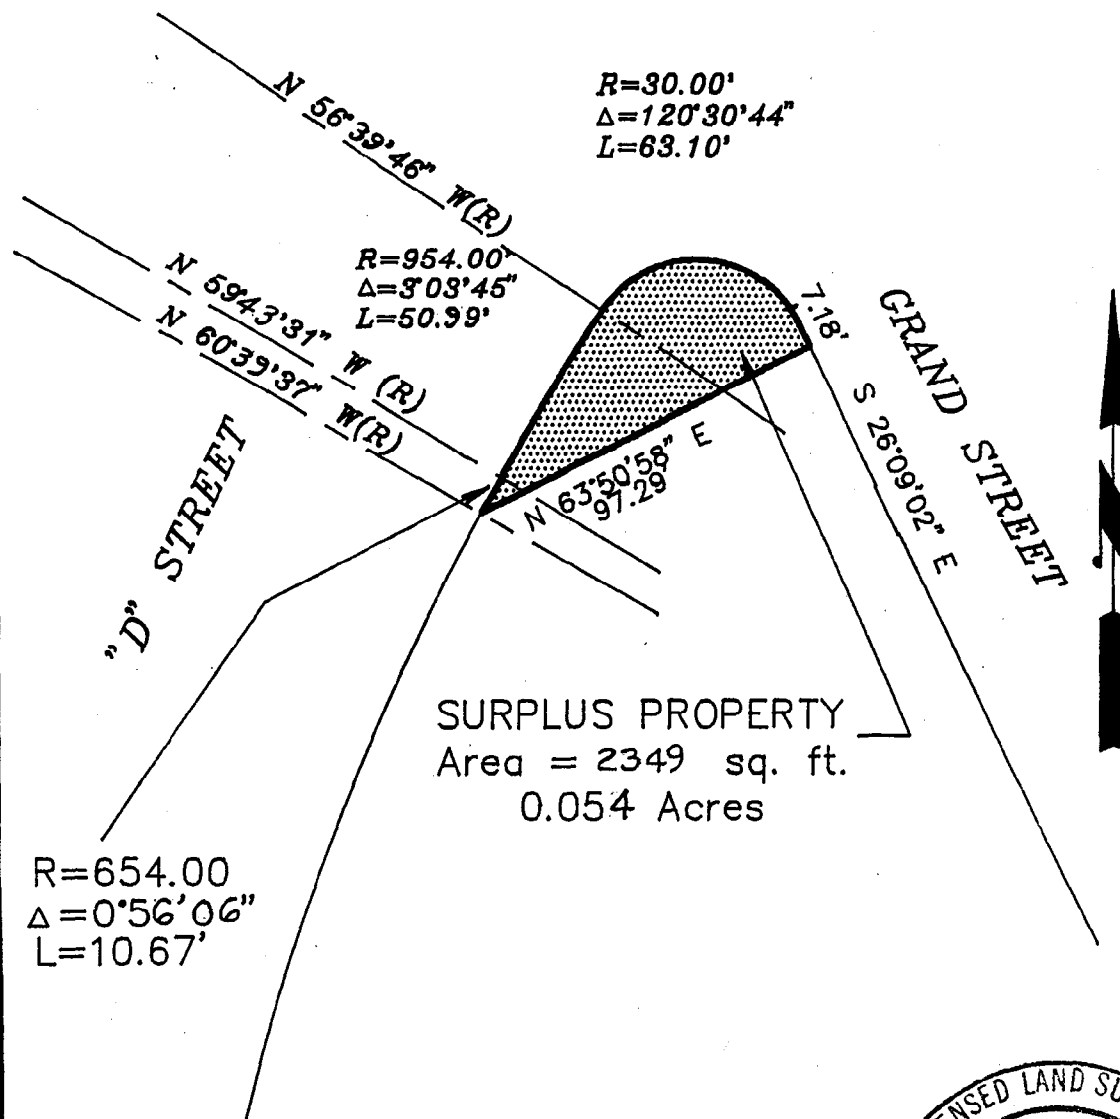 N 56°39'46" W(R)
R=30.00'
Δ=120°30'44"
L=63.10'
N 59°43'31" W (R)
N 60°39'37" W(R)
R=954.00'
Δ=3°03'45"
L=50.99'
7.18'
GRAND STREET
S 26°09'02" E
N 63°50'58" E
97.29'
"D" STREET
SURPLUS PROPERTY
Area = 2349 sq. ft.
0.054 Acres
R=654.00
Δ=0°56'06"
L=10.67'
LAND